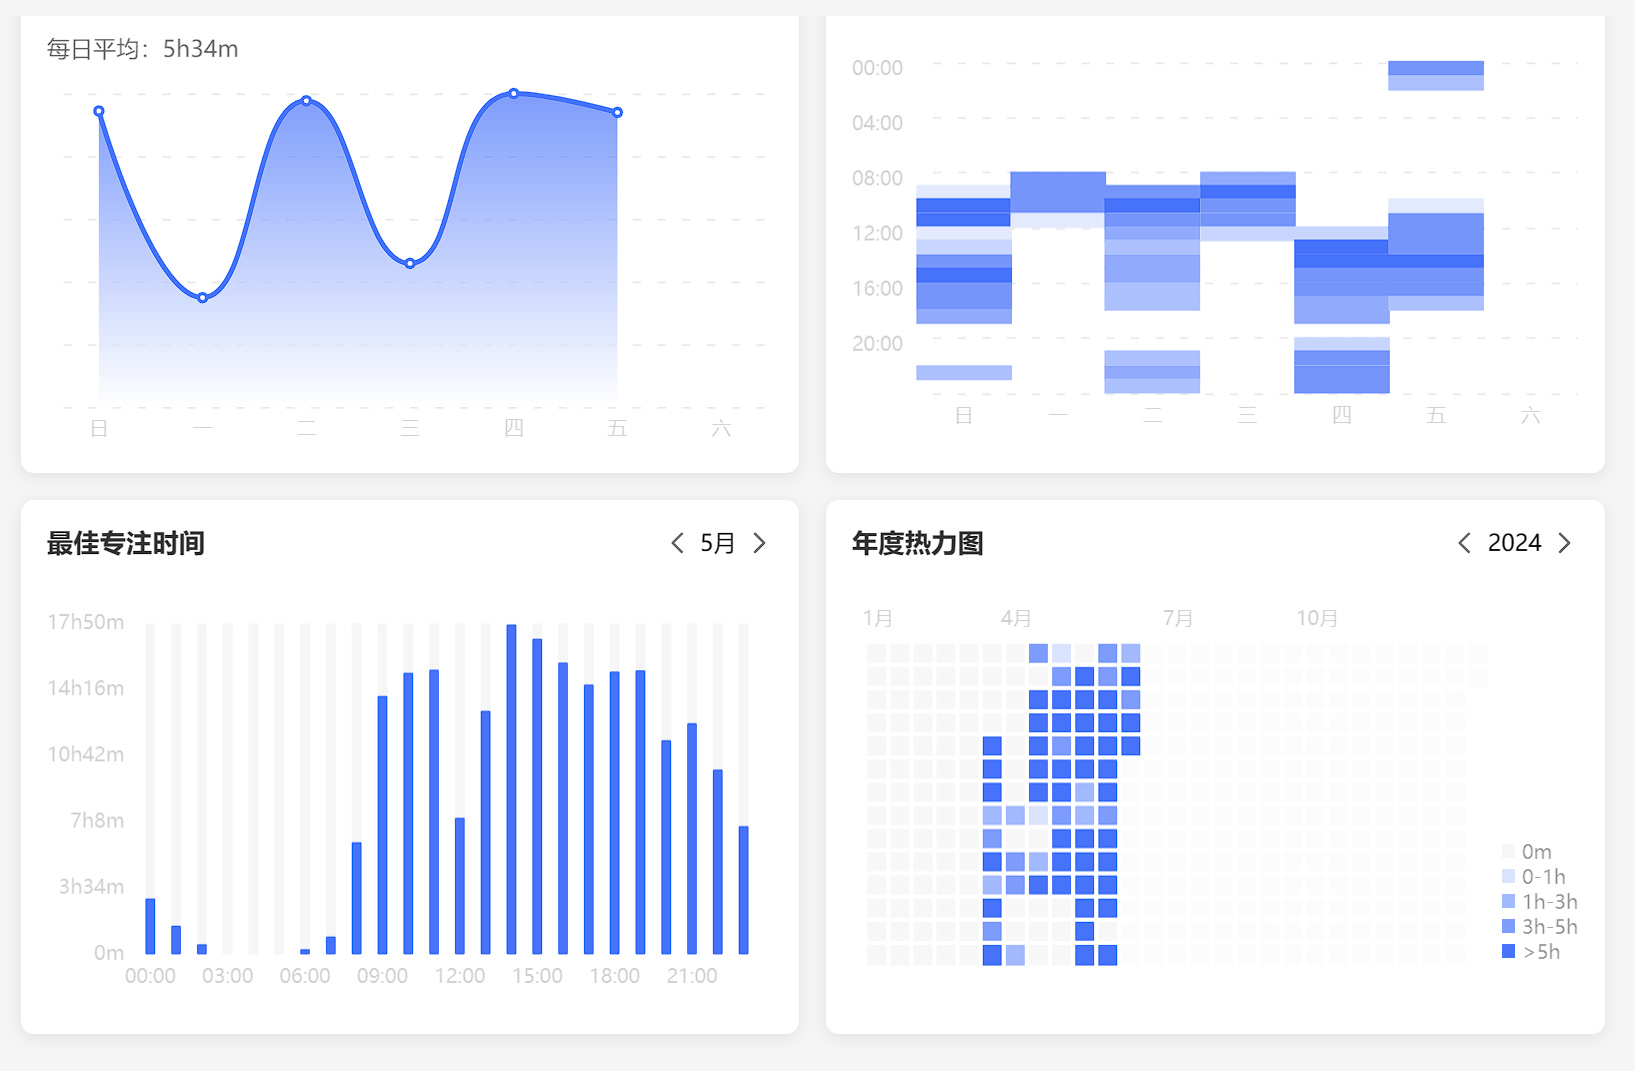 每日平均：5h34m
日 一 二 三 四 五 六
00:00
04:00
08:00
12:00
16:00
20:00
日 一 二 三 四 五 六
最佳专注时间
5月
17h50m
14h16m
10h42m
7h8m
3h34m
0m
00:00 03:00 06:00 09:00 12:00 15:00 18:00 21:00
年度热力图
2024
1月 4月 7月 10月
0m
0-1h
1h-3h
3h-5h
>5h